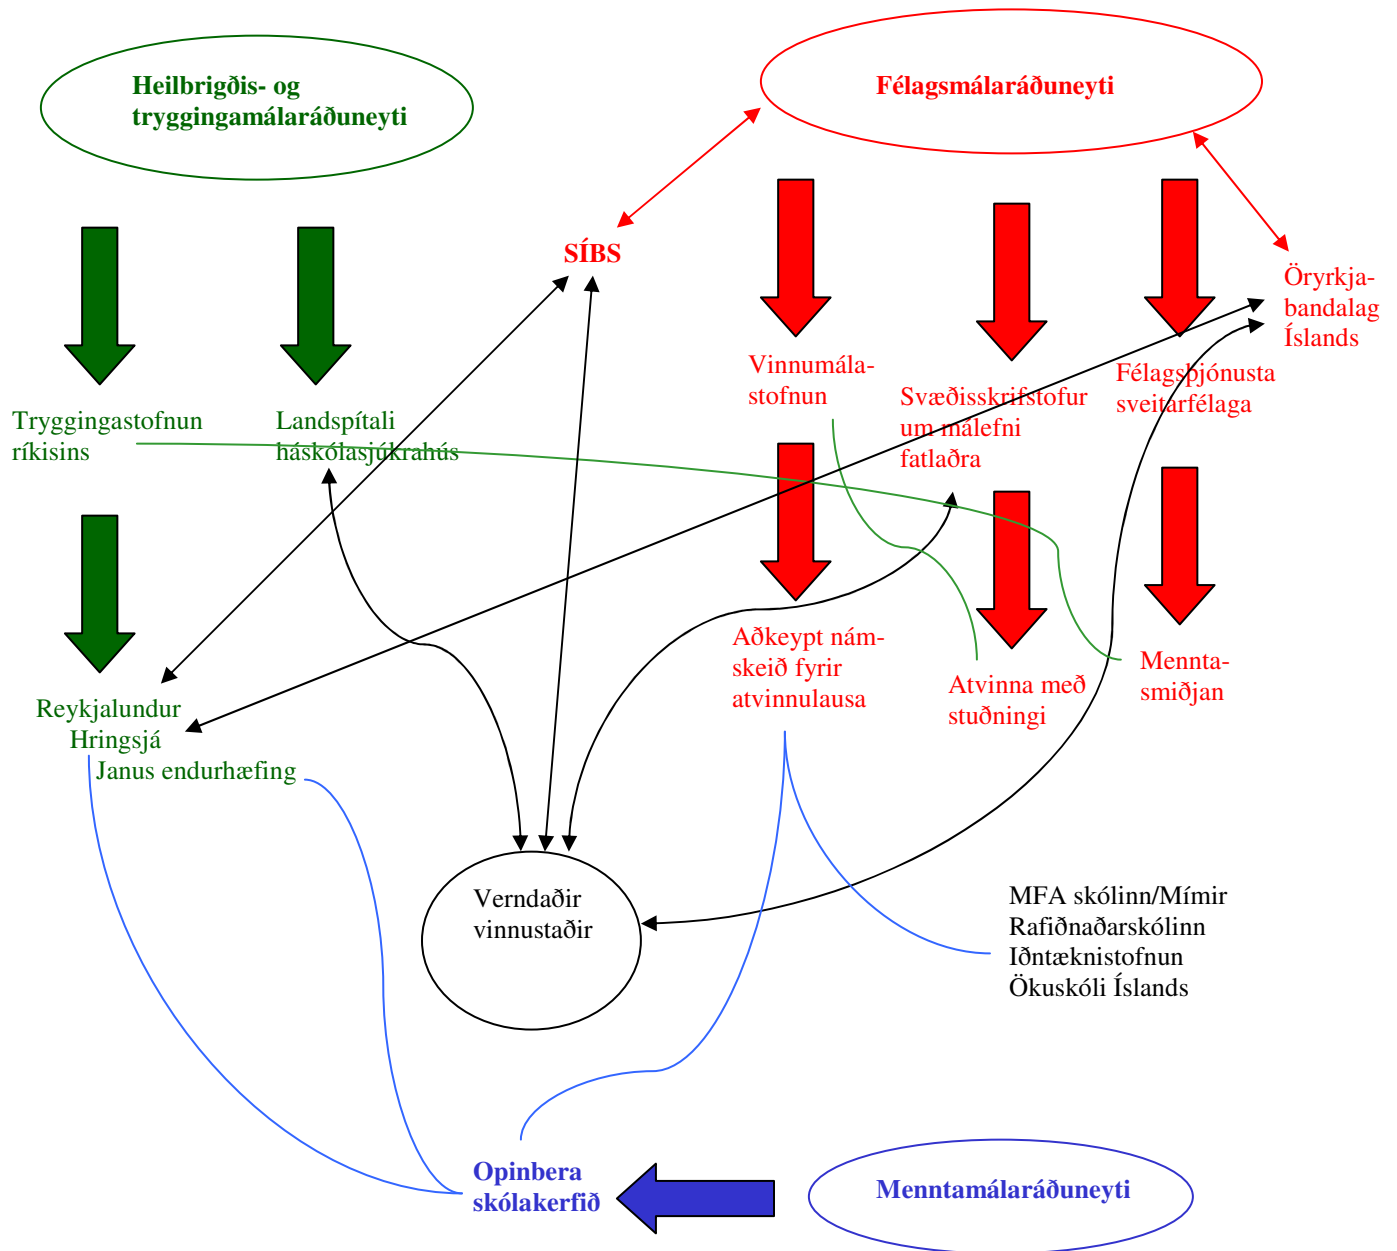 Heilbrigðis- og
tryggingamálaráðuneyti
Félagsmálaráðuneyti
SÍBS
Öryrkja-
bandalag
Íslands
Vinnumála-
stofnun
Svæðisskrifstofur
um málefni
fatlaðra
Félagsþjónusta
sveitarfélaga
Tryggingastofnun
ríkisins
Landspítali
háskólasjúkrahús
Aðkeypt nám-
skeið fyrir
atvinnulausa
Atvinna með
stuðningi
Mennta-
smiðjan
Reykjalundur
Hringsjá
Janus endurhæfing
Verndaðir
vinnustaðir
MFA skólinn/Mímir
Rafiðnaðarskólinn
Iðntæknistofnun
Ökuskóli Íslands
Opinbera
skólakerfið
Menntamálaráðuneyti